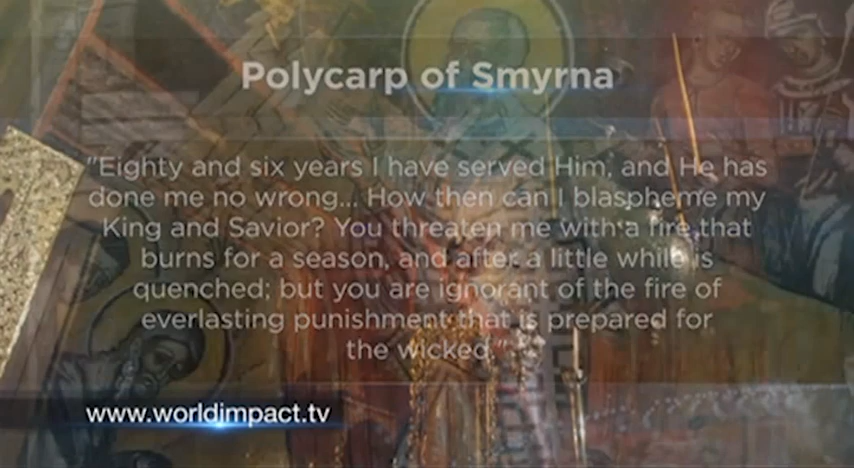 Polycarp of Smyrna
"Eighty and six years I have served Him, and He has
done me no wrong... How then can I blaspheme my
King and Savior? You threaten me with a fire that
burns for a season, and after a little while is
quenched; but you are ignorant of the fire of
everlasting punishment that is prepared for
the wicked."
www.worldimpact.tv